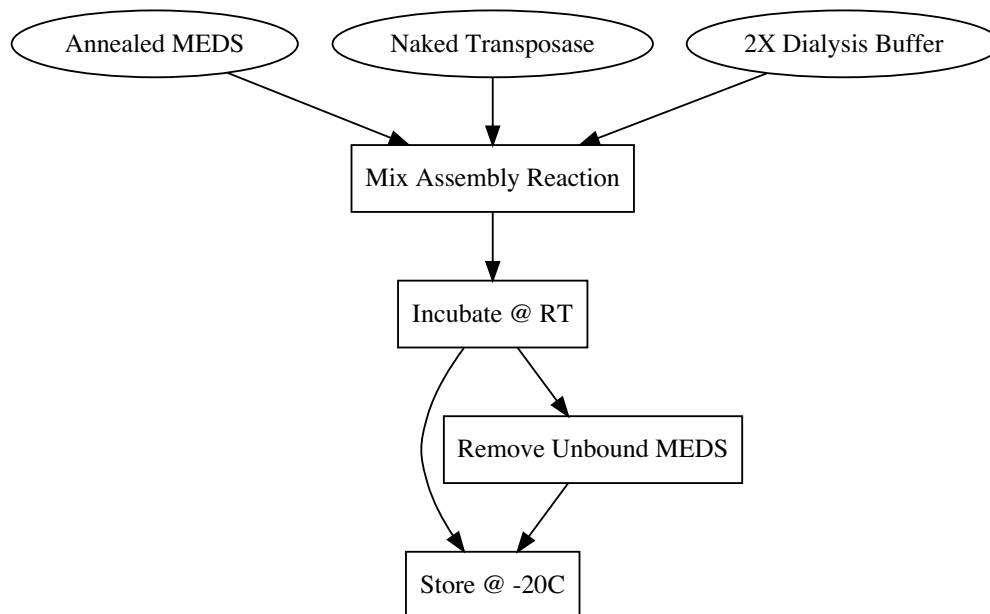 Annealed MEDS
Naked Transposase
2X Dialysis Buffer
Mix Assembly Reaction
Incubate @ RT
Remove Unbound MEDS
Store @ -20C